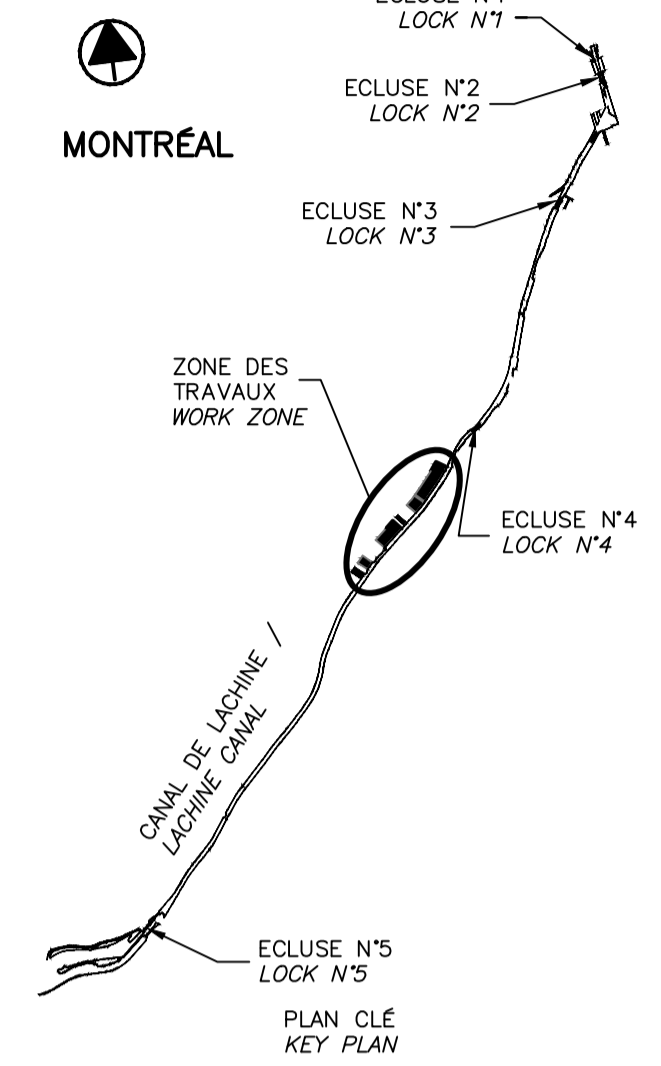 LOCK N°1
ECLUSE N°2
LOCK N°2
MONTRÉAL
ECLUSE N°3
LOCK N°3
ZONE DES
TRAVAUX
WORK ZONE
ECLUSE N°4
LOCK N°4
CANAL DE LACHINE /
LACHINE CANAL
ECLUSE N°5
LOCK N°5
PLAN CLÉ
KEY PLAN